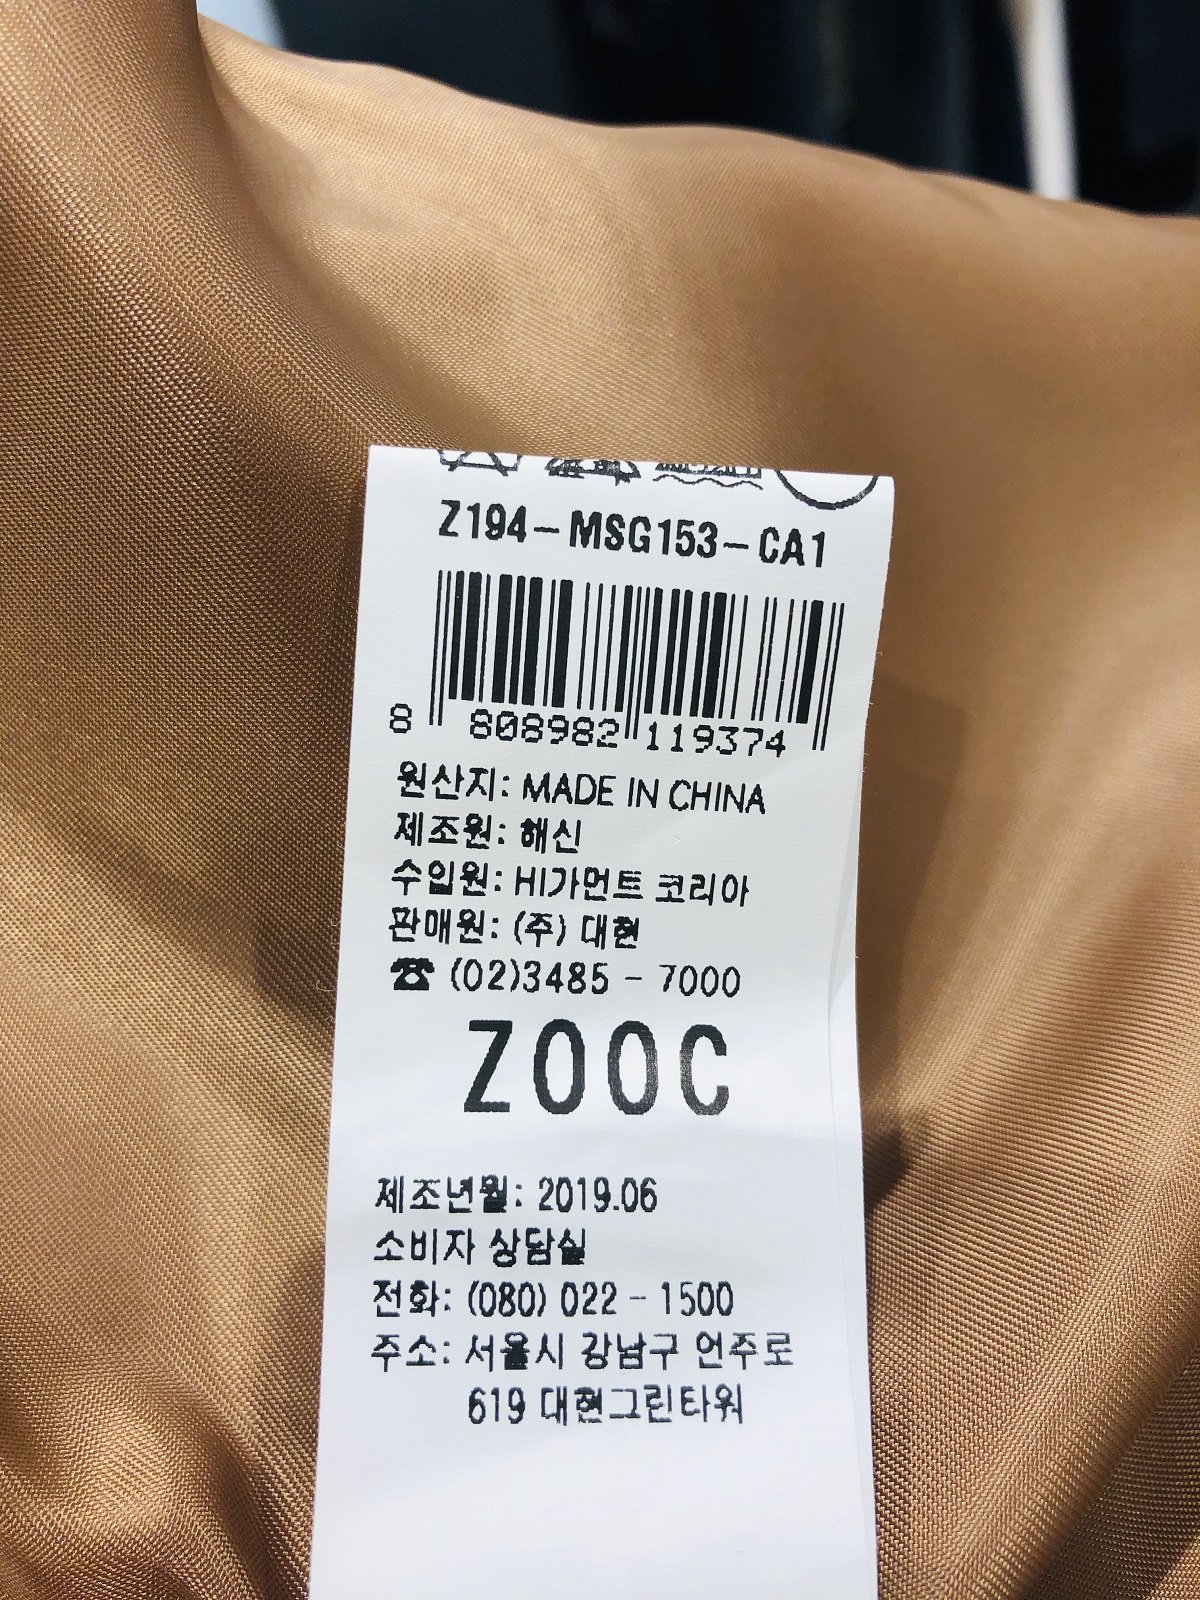 Z194-MSG153-CA1
8 808982 119374
원산지: MADE IN CHINA
제조원: 해신
수입원: HI가먼트 코리아
판매원: (주) 대현
☎ (02)3485 - 7000
ZOOC
제조년월: 2019.06
소비자 상담실
전화: (080) 022 - 1500
주소: 서울시 강남구 언주로
619 대현그린타워